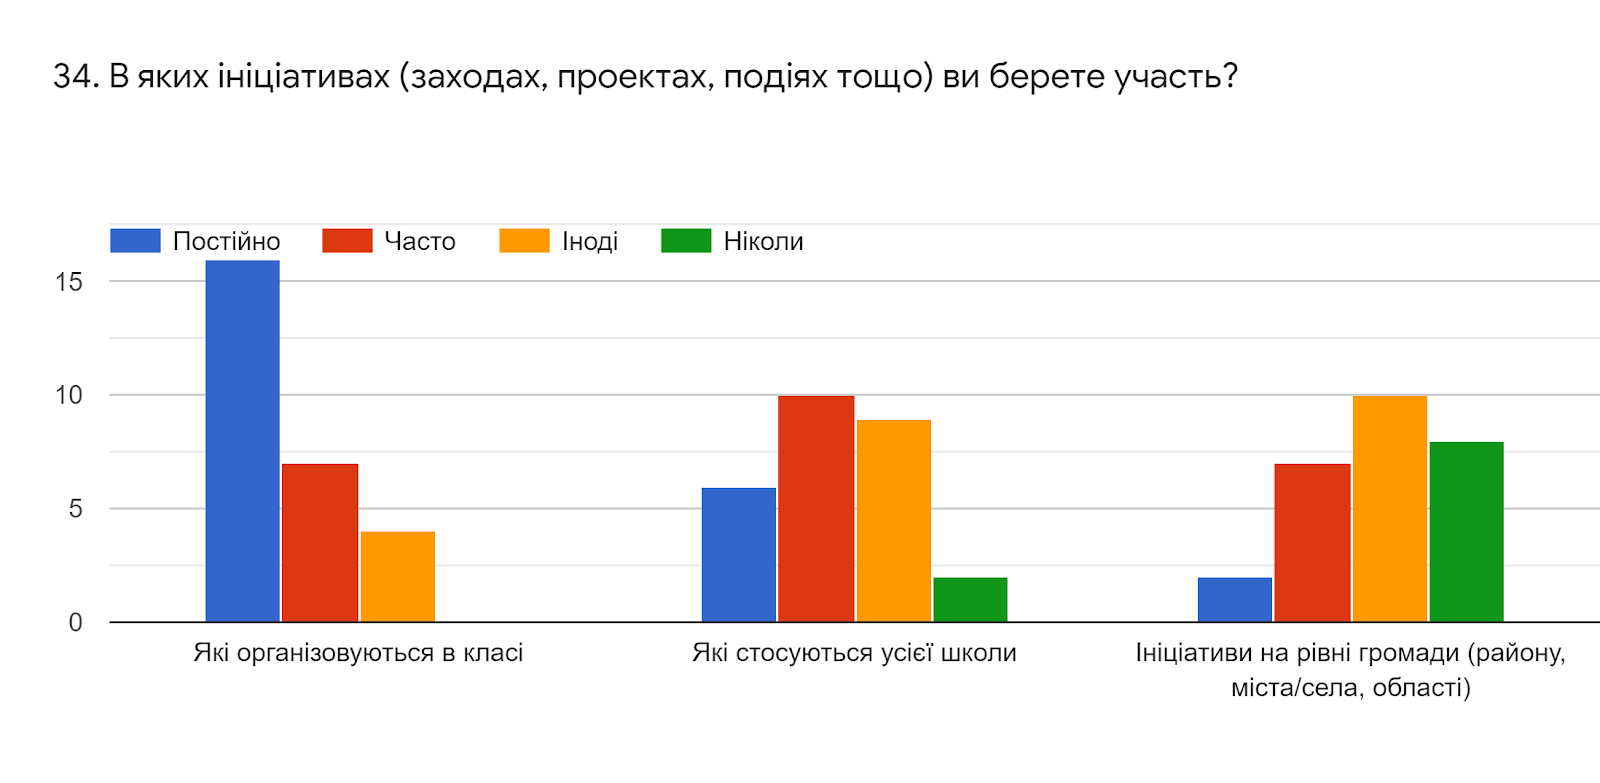 34. В яких ініціативах (заходах, проектах, подіях тощо) ви берете участь?
Постійно Часто Іноді Ніколи
15
10
5
0
Які організовуються в класі Які стосуються усієї школи Ініціативи на рівні громади (району,
міста/села, області)